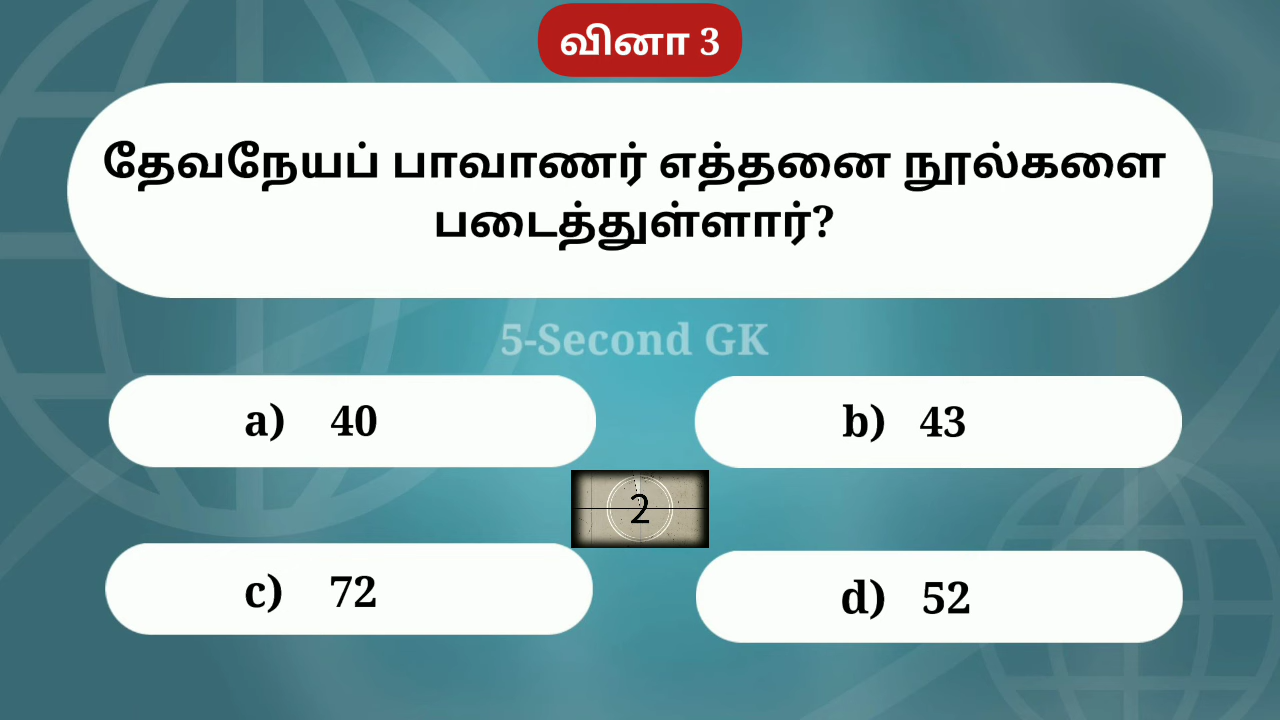 வினா 3
தேவநேயப் பாவாணர் எத்தனை நூல்களை
படைத்துள்ளார்?
5-Second GK
a) 40
b) 43
2
c) 72
d) 52